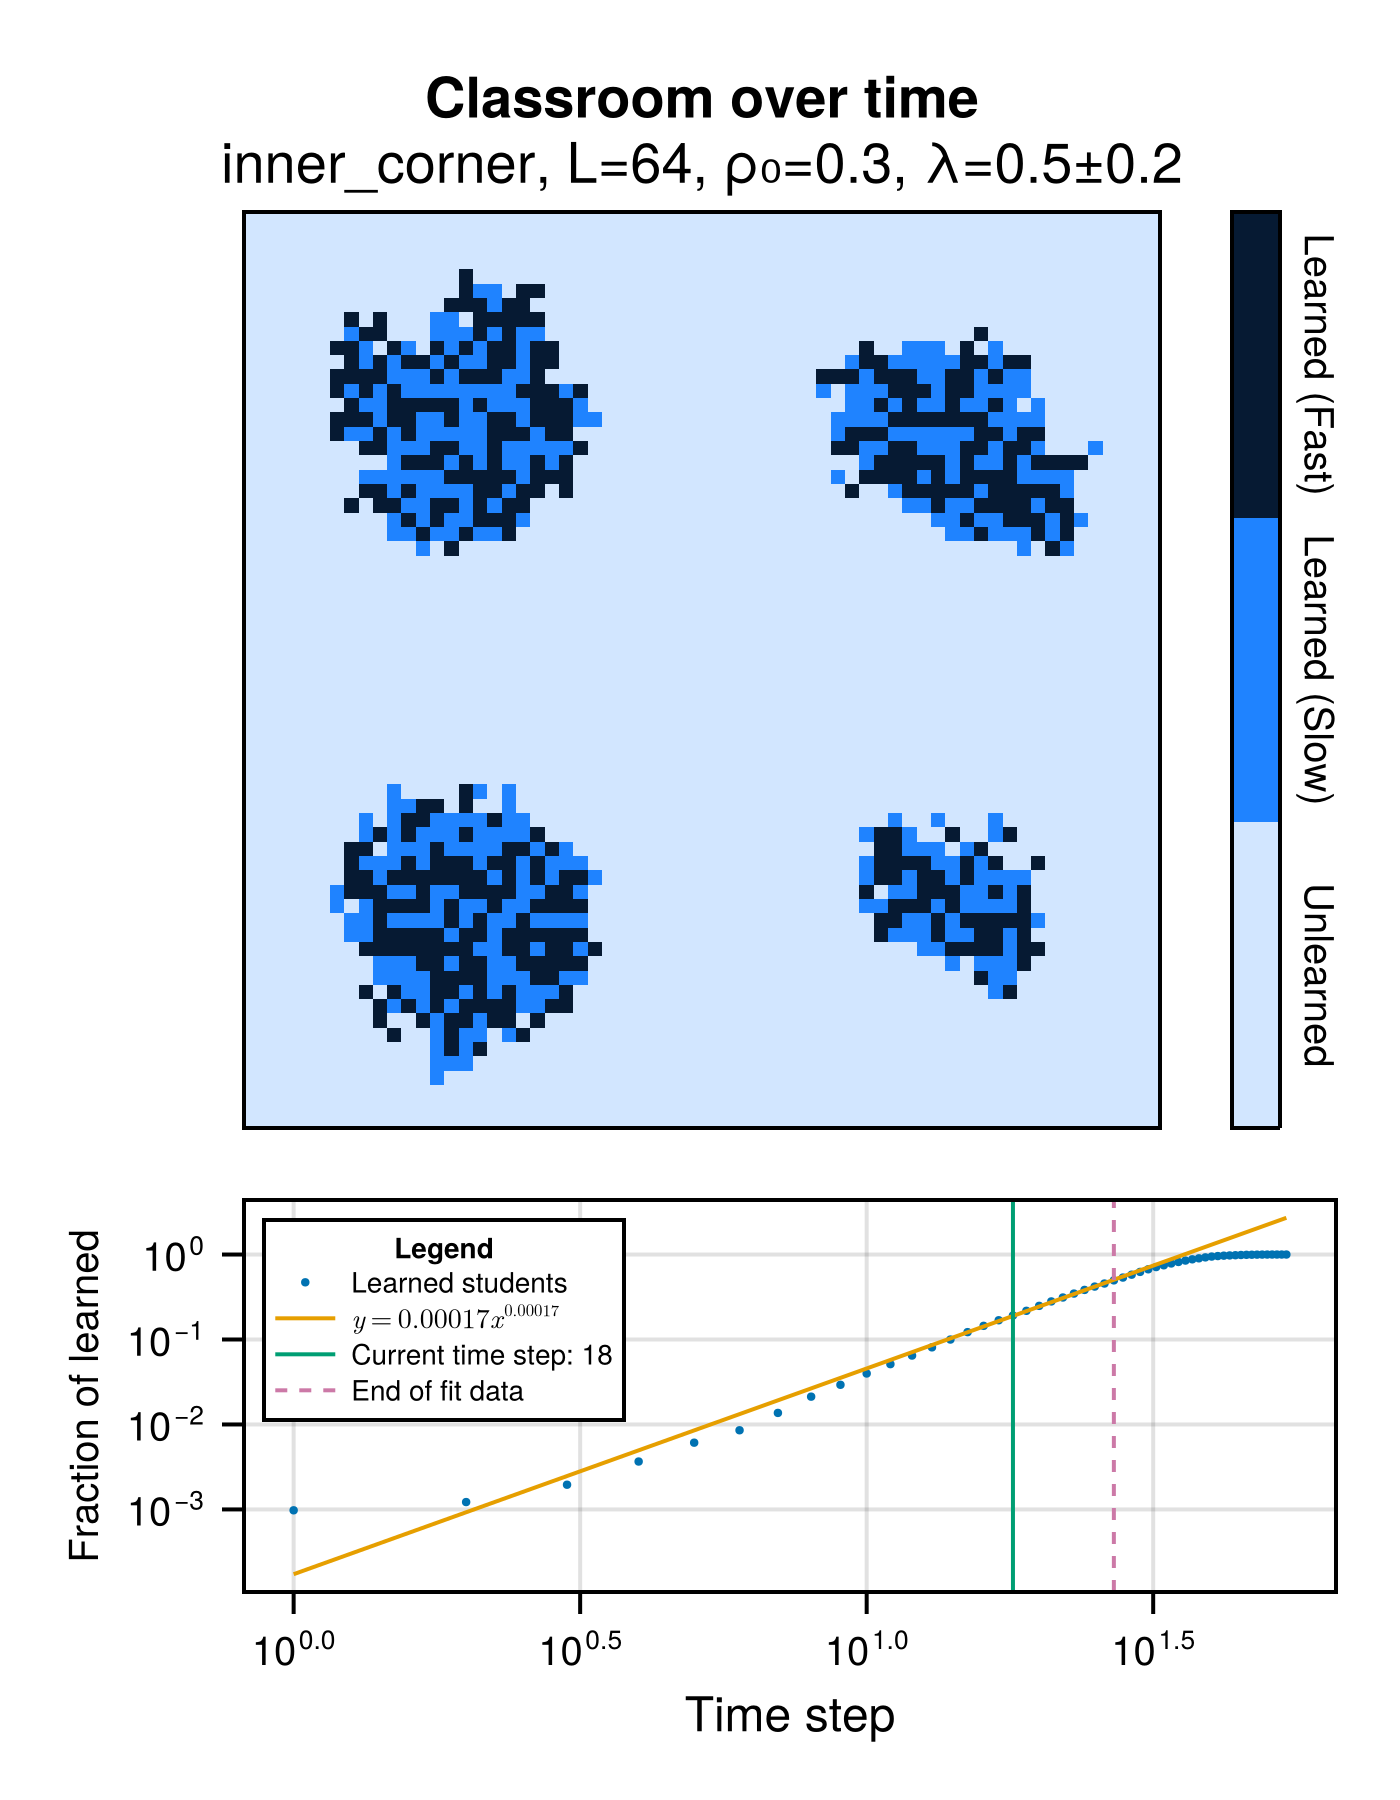 Classroom over time
inner_corner, L=64, ρ₀=0.3, λ=0.5±0.2
Learned (Fast)
Learned (Slow)
Unlearned
Fraction of learned
10⁰
10⁻¹
10⁻²
10⁻³
Legend
Learned students
y = 0.00017x^0.00017
Current time step: 18
End of fit data
10^0.0
10^0.5
10^1.0
10^1.5
Time step